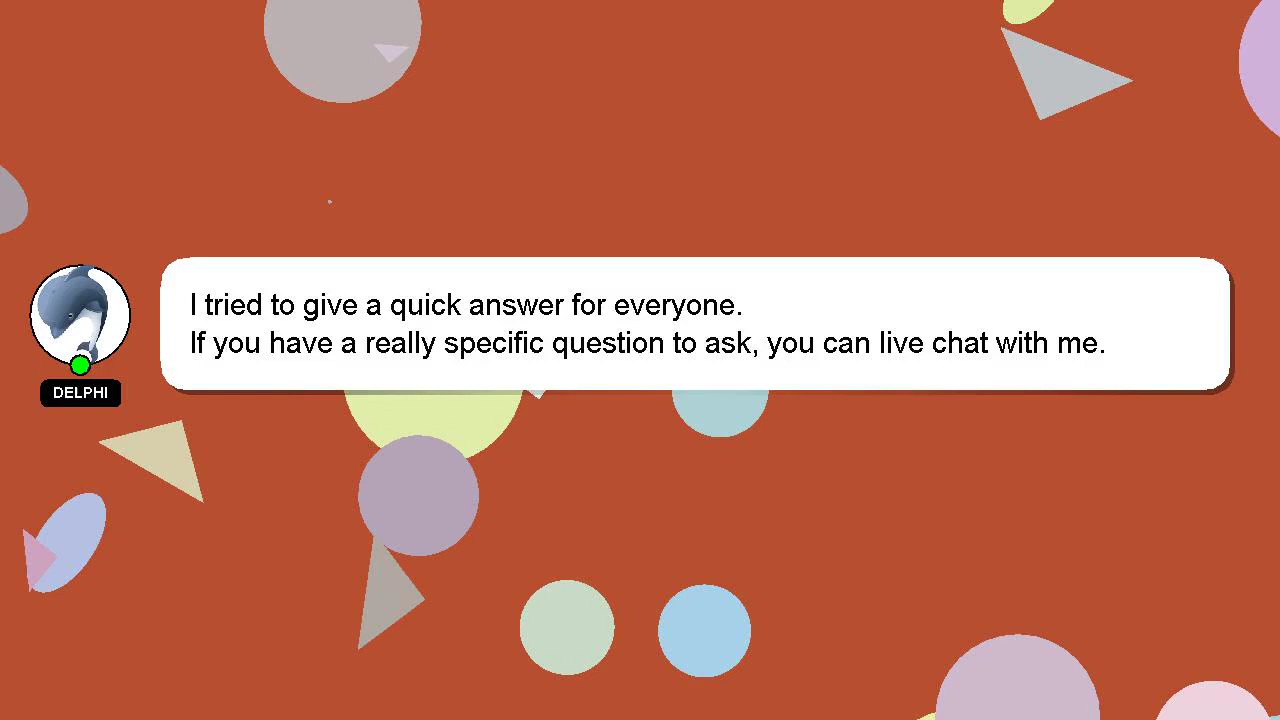 I tried to give a quick answer for everyone.
If you have a really specific question to ask, you can live chat with me.
DELPHI